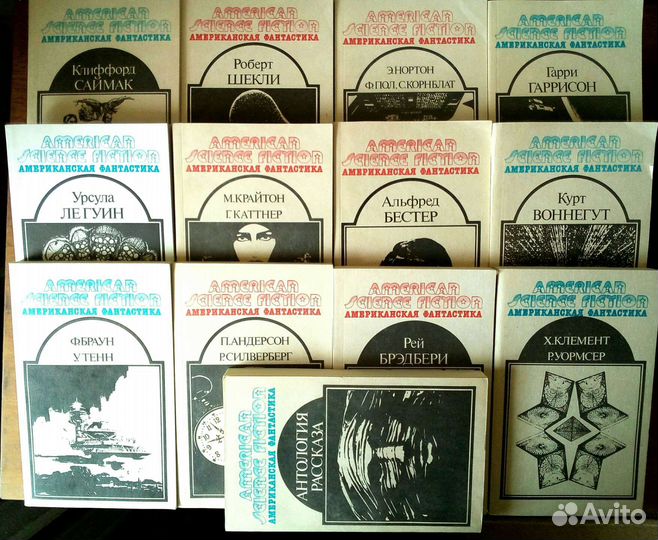 AMERICAN
SCIENCE FICTION
АМЕРИКАНСКАЯ ФАНТАСТИКА
Клиффорд
САЙМАК
AMERICAN
SCIENCE FICTION
АМЕРИКАНСКАЯ ФАНТАСТИКА
Роберт
ШЕКЛИ
AMERICAN
SCIENCE FICTION
АМЕРИКАНСКАЯ ФАНТАСТИКА
Э.НОРТОН
Ф.ПОЛ, С.КОРНБЛАТ
AMERICAN
SCIENCE FICTION
АМЕРИКАНСКАЯ ФАНТАСТИКА
Гарри
ГАРРИСОН
AMERICAN
SCIENCE FICTION
АМЕРИКАНСКАЯ ФАНТАСТИКА
Урсула
ЛЕ ГУИН
AMERICAN
SCIENCE FICTION
АМЕРИКАНСКАЯ ФАНТАСТИКА
М.КРАЙТОН
Г.КАТТНЕР
AMERICAN
SCIENCE FICTION
АМЕРИКАНСКАЯ ФАНТАСТИКА
Альфред
БЕСТЕР
AMERICAN
SCIENCE FICTION
АМЕРИКАНСКАЯ ФАНТАСТИКА
Курт
ВОННЕГУТ
AMERICAN
SCIENCE FICTION
АМЕРИКАНСКАЯ ФАНТАСТИКА
Ф.БРАУН
У.ТЕНН
AMERICAN
SCIENCE FICTION
АМЕРИКАНСКАЯ ФАНТАСТИКА
П.АНДЕРСОН
Р.СИЛВЕРБЕРГ
AMERICAN
SCIENCE FICTION
АМЕРИКАНСКАЯ ФАНТАСТИКА
Рей
БРЭДБЕРИ
AMERICAN
SCIENCE FICTION
АМЕРИКАНСКАЯ ФАНТАСТИКА
Х.КЛЕМЕНТ
Р.УОРМСЕР
AMERICAN
SCIENCE FICTION
АМЕРИКАНСКАЯ ФАНТАСТИКА
АНТОЛОГИЯ
РАССКАЗА
Avito